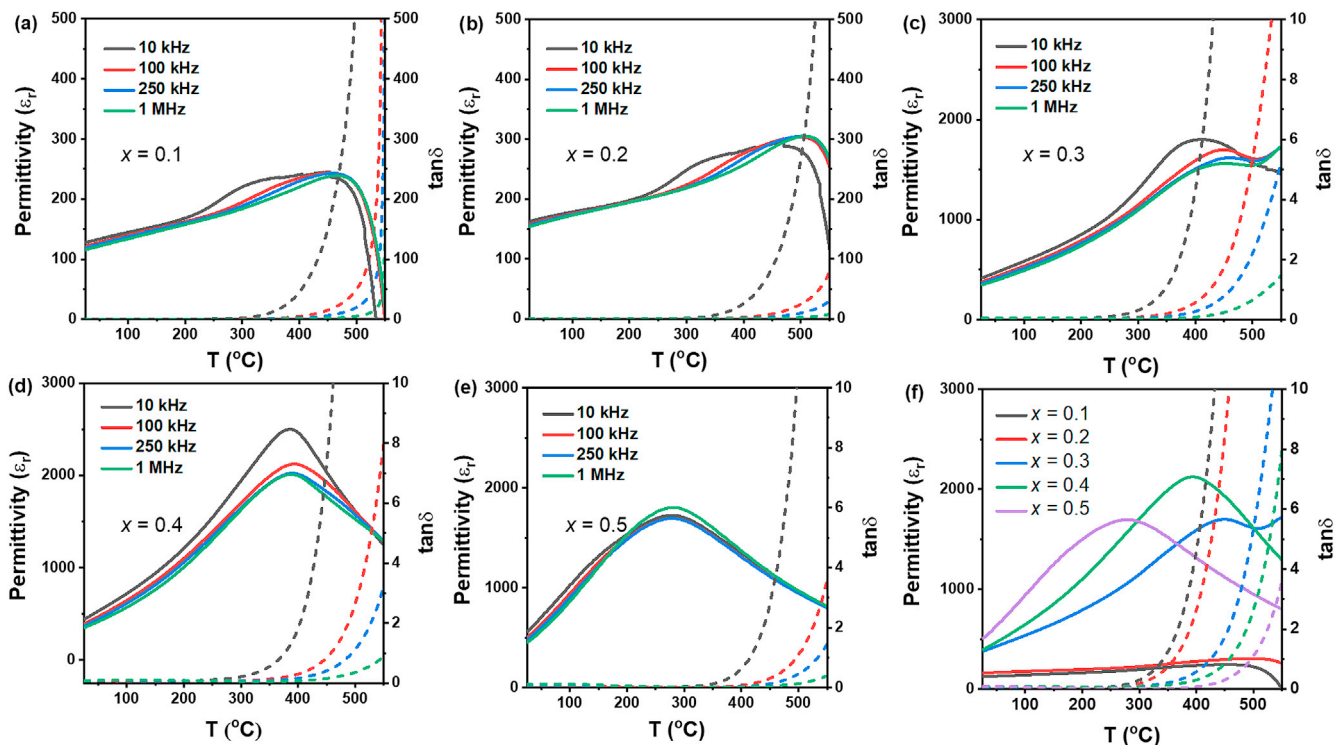 (a)
500
400
300
200
100
0
Permittivity (εr)
10 kHz
100 kHz
250 kHz
1 MHz
x = 0.1
500
400
300
200
100
0
tanδ
100 200 300 400 500
T (°C)
(b)
500
400
300
200
100
0
Permittivity (εr)
10 kHz
100 kHz
250 kHz
1 MHz
x = 0.2
500
400
300
200
100
0
tanδ
100 200 300 400 500
T (°C)
(c)
3000
2000
1000
0
Permittivity (εr)
10 kHz
100 kHz
250 kHz
1 MHz
x = 0.3
10
8
6
4
2
0
tanδ
100 200 300 400 500
T (°C)
(d)
3000
2000
1000
0
Permittivity (εr)
10 kHz
100 kHz
250 kHz
1 MHz
x = 0.4
10
8
6
4
2
0
tanδ
100 200 300 400 500
T (°C)
(e)
3000
2000
1000
0
Permittivity (εr)
10 kHz
100 kHz
250 kHz
1 MHz
x = 0.5
10
8
6
4
2
0
tanδ
100 200 300 400 500
T (°C)
(f)
3000
2000
1000
0
Permittivity (εr)
x = 0.1
x = 0.2
x = 0.3
x = 0.4
x = 0.5
10
8
6
4
2
0
tanδ
100 200 300 400 500
T (°C)